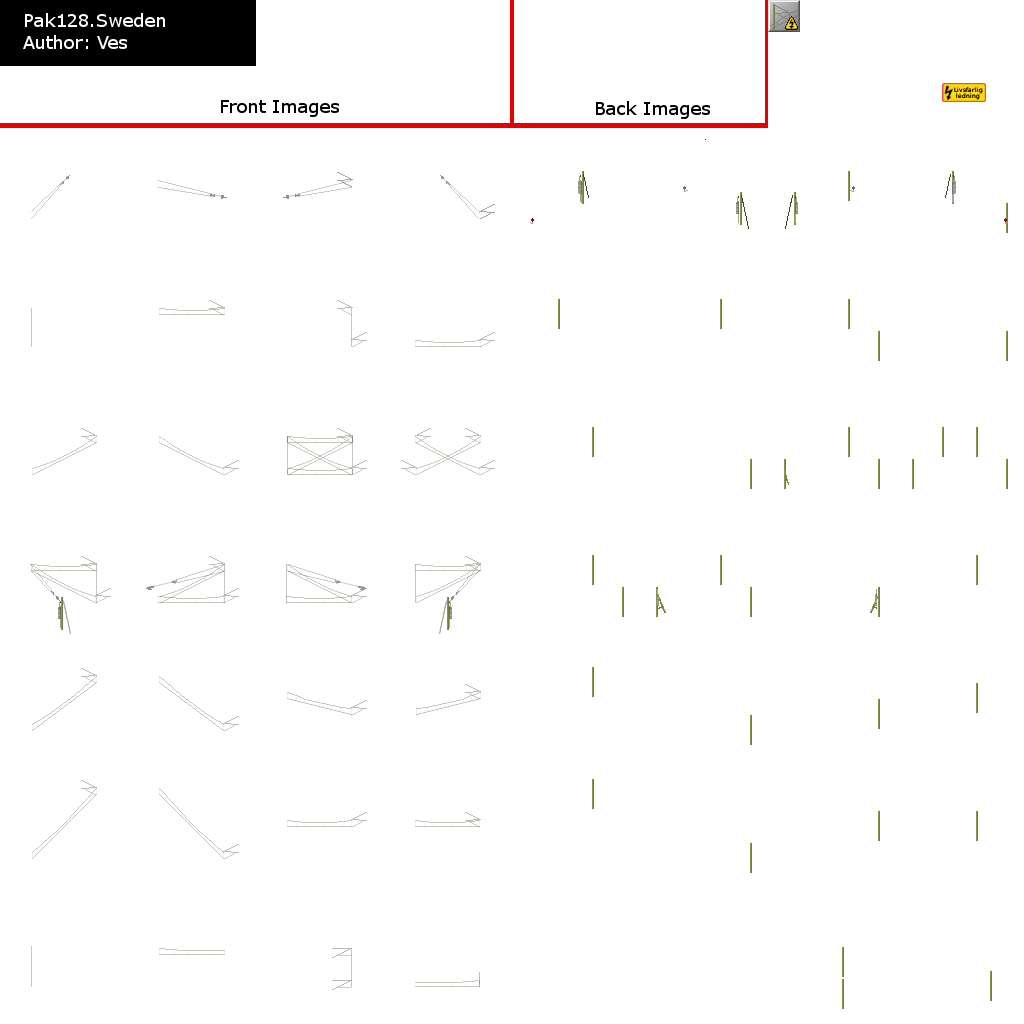 Pak128.Sweden
Author: Ves
Front Images
Back Images
Livsfarlig
ledning